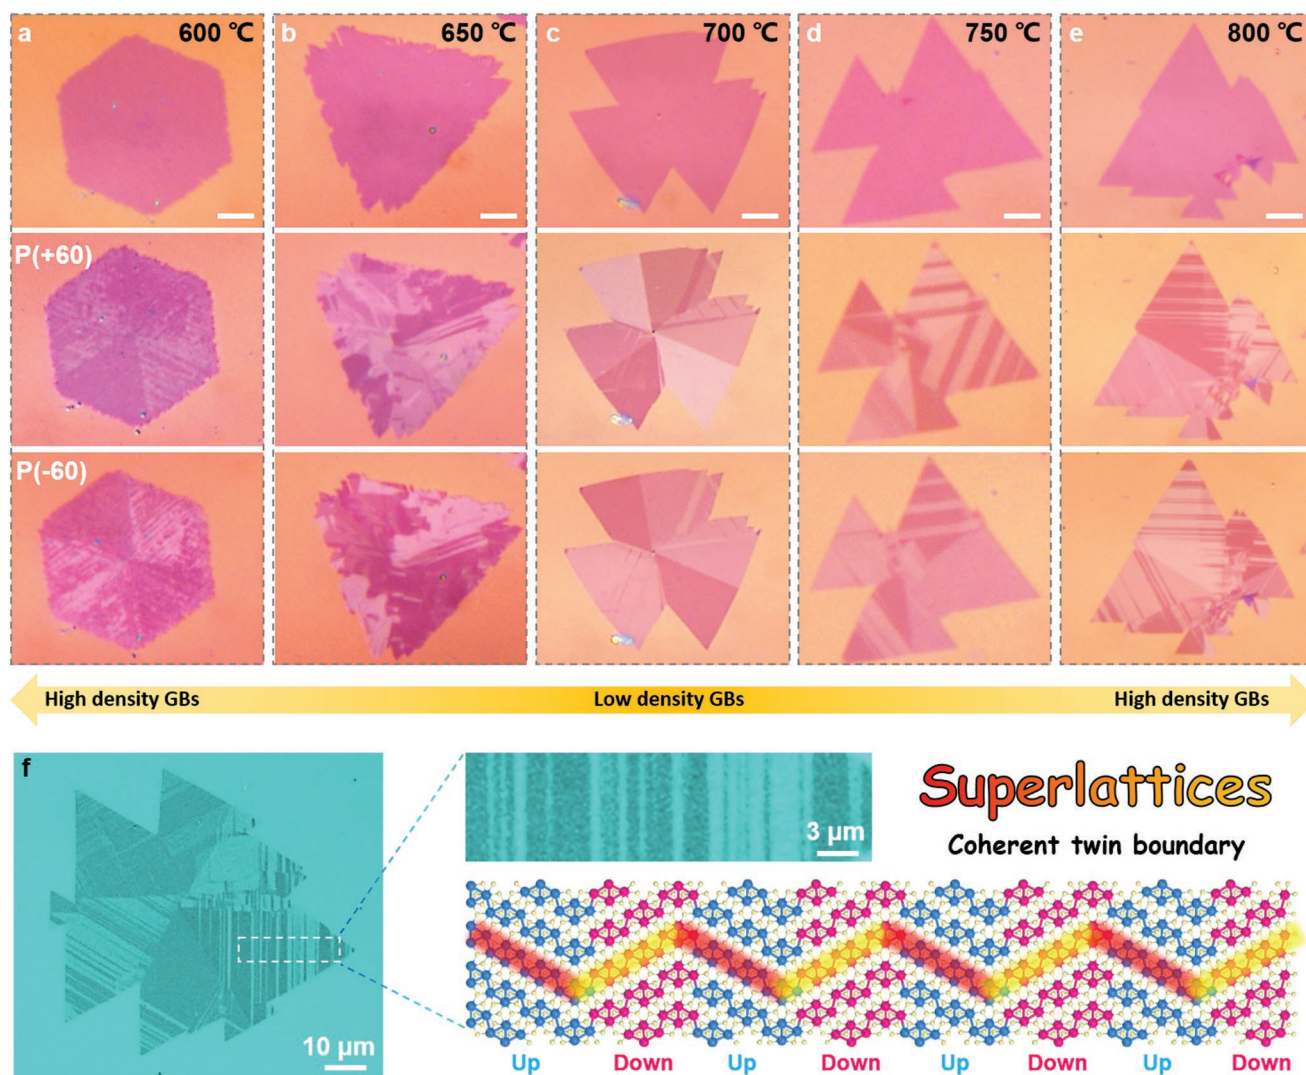 a
600 ℃
b
650 ℃
c
700 ℃
d
750 ℃
e
800 ℃
P(+60)
P(-60)
High density GBs
Low density GBs
High density GBs
f
10 μm
3 μm
Superlattices
Coherent twin boundary
Up
Down
Up
Down
Up
Down
Up
Down